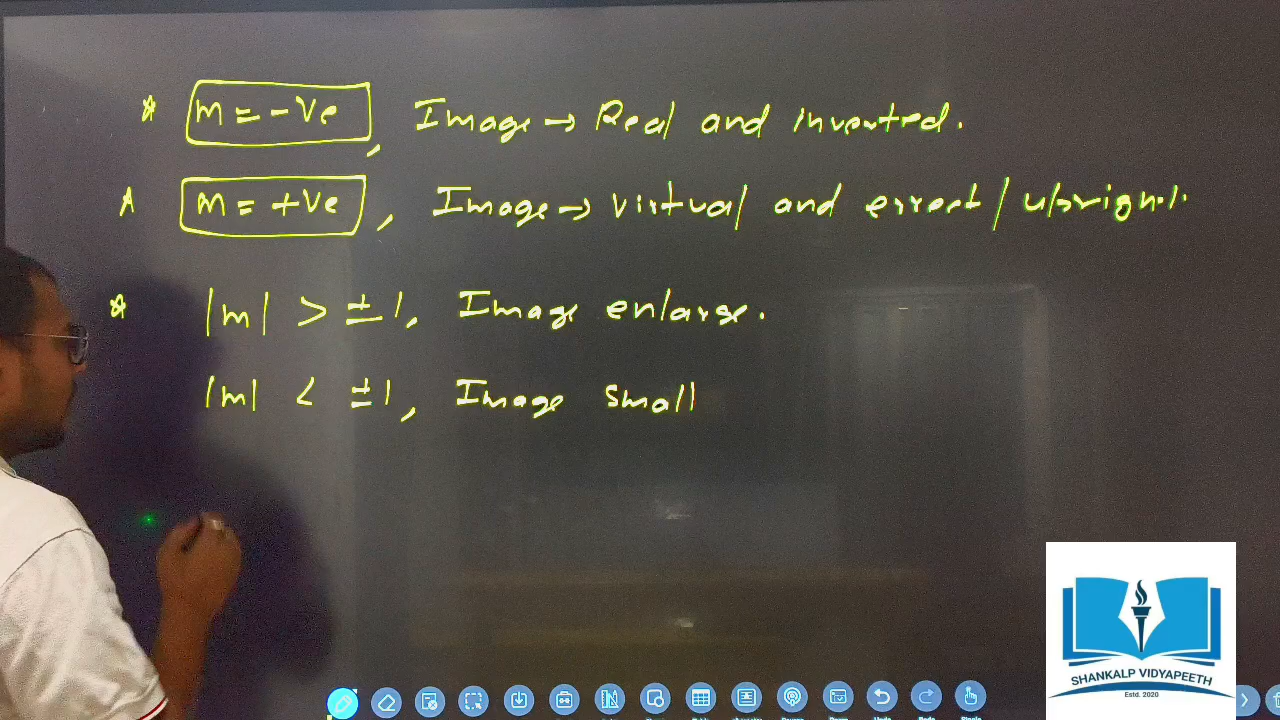 * m = -ve, Image → Real and inverted.
* m = +ve, Image → virtual and errect / upright.
* |m| > ±1, Image enlarge.
|m| < ±1, Image small
SHANKALP VIDYAPEETH
Estd. 2020
Undo